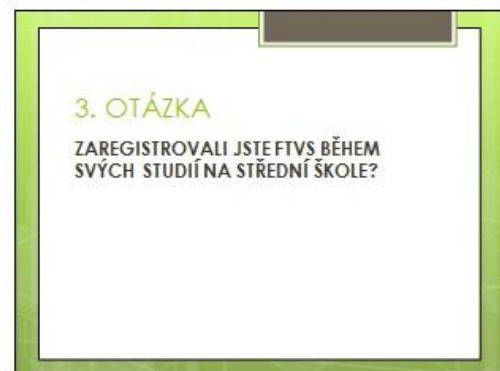 3. OTÁZKA
ZAREGISTROVALI JSTE FTVS BĚHEM
SVÝCH STUDIÍ NA STŘEDNÍ ŠKOLE?